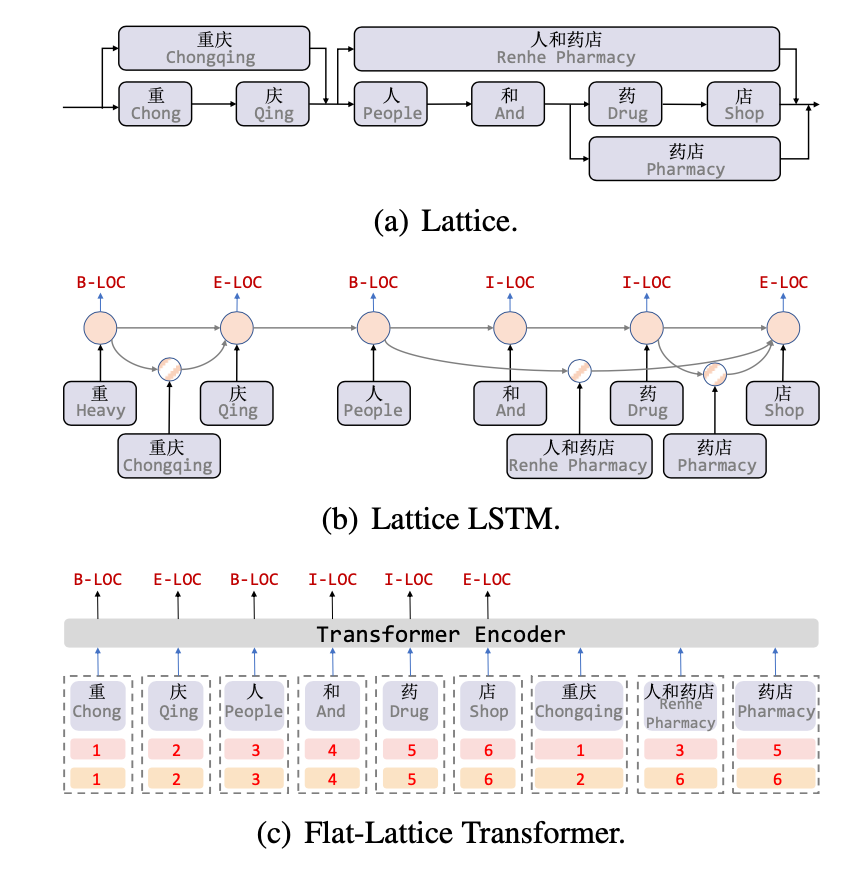 重庆
Chongqing
人和药店
Renhe Pharmacy
重
Chong
庆
Qing
人
People
和
And
药
Drug
店
Shop
药店
Pharmacy
(a) Lattice.
B-LOC E-LOC B-LOC I-LOC I-LOC E-LOC
重
Heavy
庆
Qing
人
People
和
And
药
Drug
店
Shop
重庆
Chongqing
人和药店
Renhe Pharmacy
药店
Pharmacy
(b) Lattice LSTM.
B-LOC E-LOC B-LOC I-LOC I-LOC E-LOC
Transformer Encoder
重
Chong
庆
Qing
人
People
和
And
药
Drug
店
Shop
重庆
Chongqing
人和药店
Renhe
Pharmacy
药店
Pharmacy
1 2 3 4 5 6 1 3 5
1 2 3 4 5 6 2 6 6
(c) Flat-Lattice Transformer.